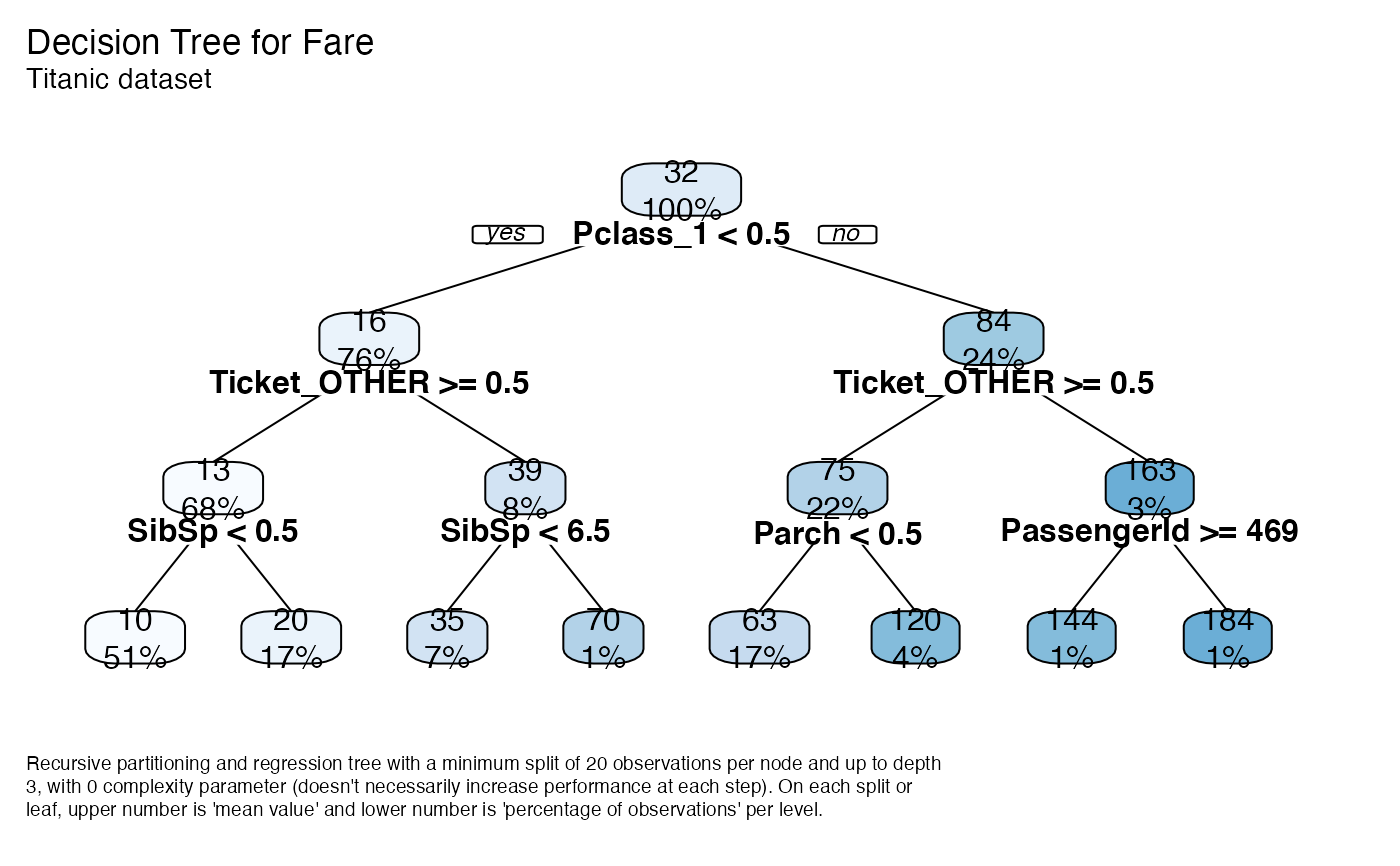 Decision Tree for Fare
Titanic dataset
32
100%
yes Pclass_1 < 0.5 no
16 84
76% 24%
Ticket_OTHER >= 0.5 Ticket_OTHER >= 0.5
13 39 75 163
68% 8% 22% 3%
SibSp < 0.5 SibSp < 6.5 Parch < 0.5 PassengerId >= 469
10 20 35 70 63 120 144 184
51% 17% 7% 1% 17% 4% 1% 1%
Recursive partitioning and regression tree with a minimum split of 20 observations per node and up to depth
3, with 0 complexity parameter (doesn't necessarily increase performance at each step). On each split or
leaf, upper number is 'mean value' and lower number is 'percentage of observations' per level.